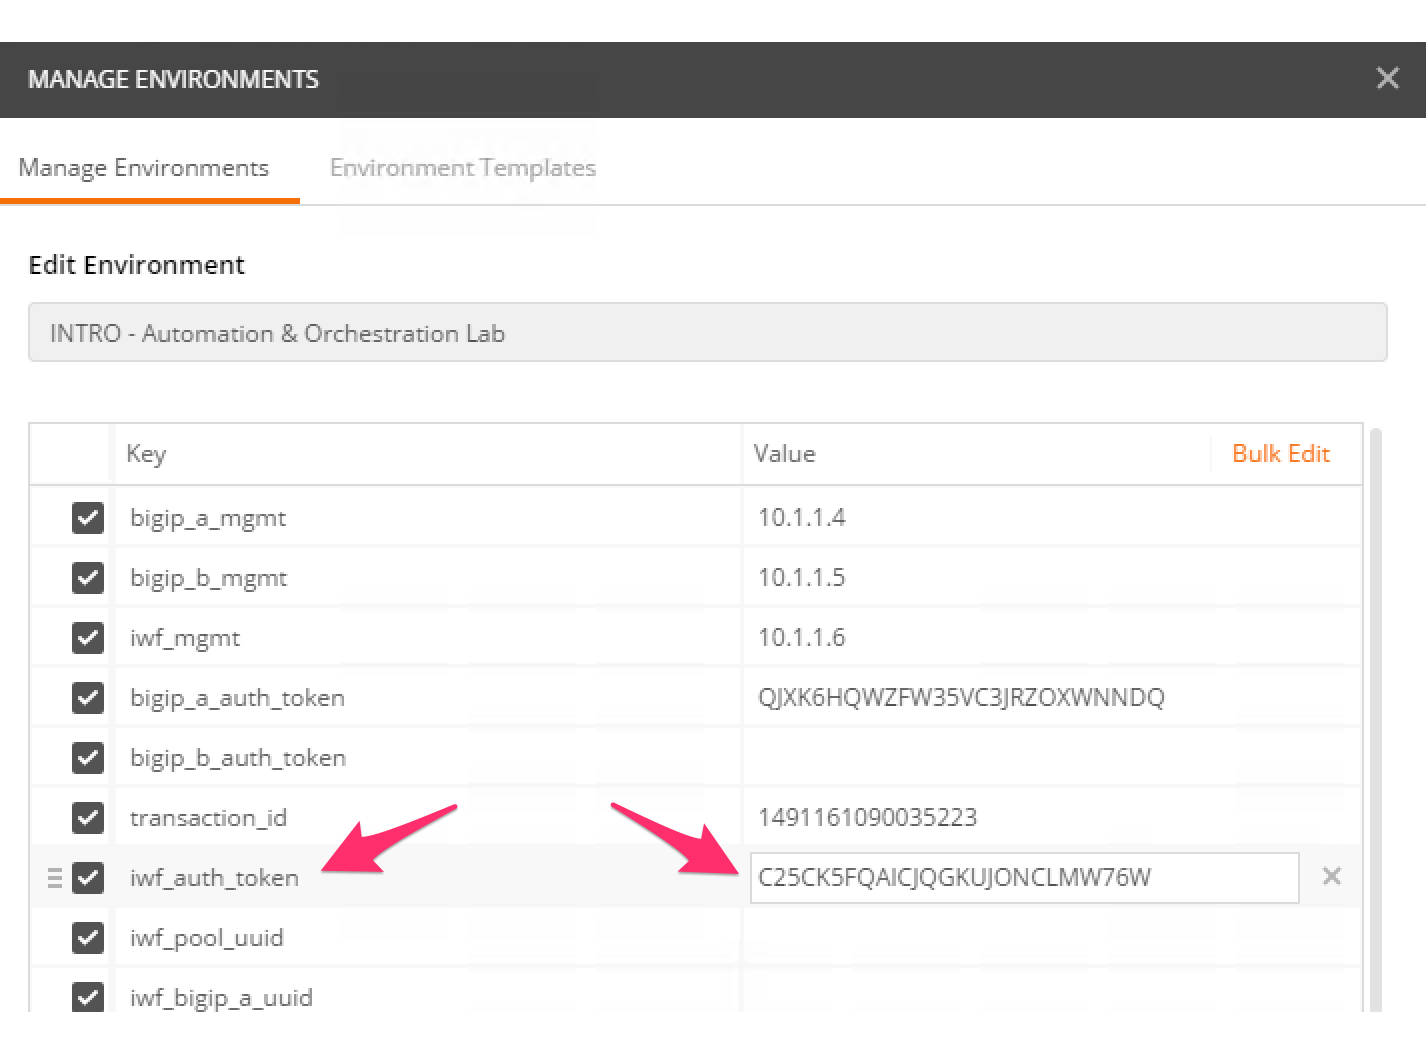 MANAGE ENVIRONMENTS
Manage Environments Environment Templates
Edit Environment
INTRO - Automation & Orchestration Lab
Key Value Bulk Edit
bigip_a_mgmt 10.1.1.4
bigip_b_mgmt 10.1.1.5
iwf_mgmt 10.1.1.6
bigip_a_auth_token QJXK6HQWZFW35VC3JRZOXWNNDQ
bigip_b_auth_token
transaction_id 1491161090035223
iwf_auth_token C25CK5FQAICJQGKUJONCLMW76W
iwf_pool_uuid
iwf_bigip_a_uuid